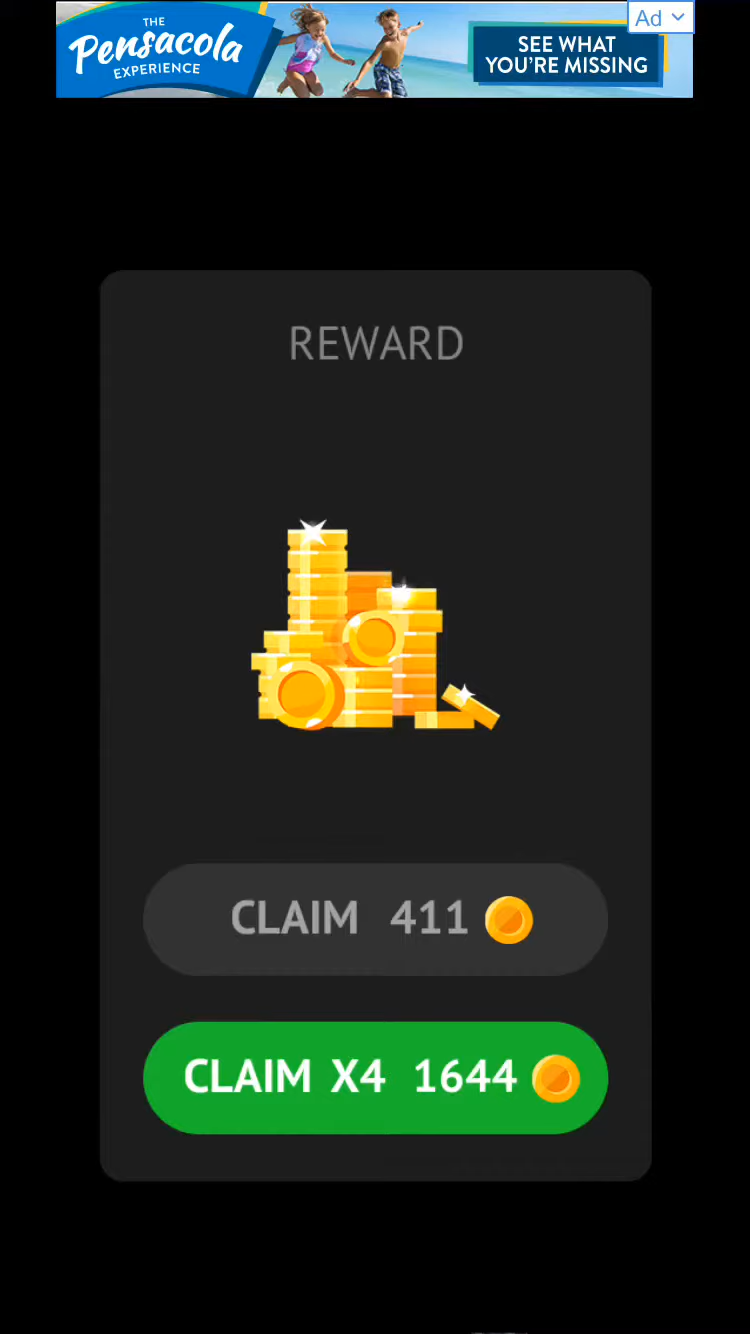 THE
Pensacola
EXPERIENCE
SEE WHAT
YOU'RE MISSING
Ad
REWARD
CLAIM 411
CLAIM X4 1644